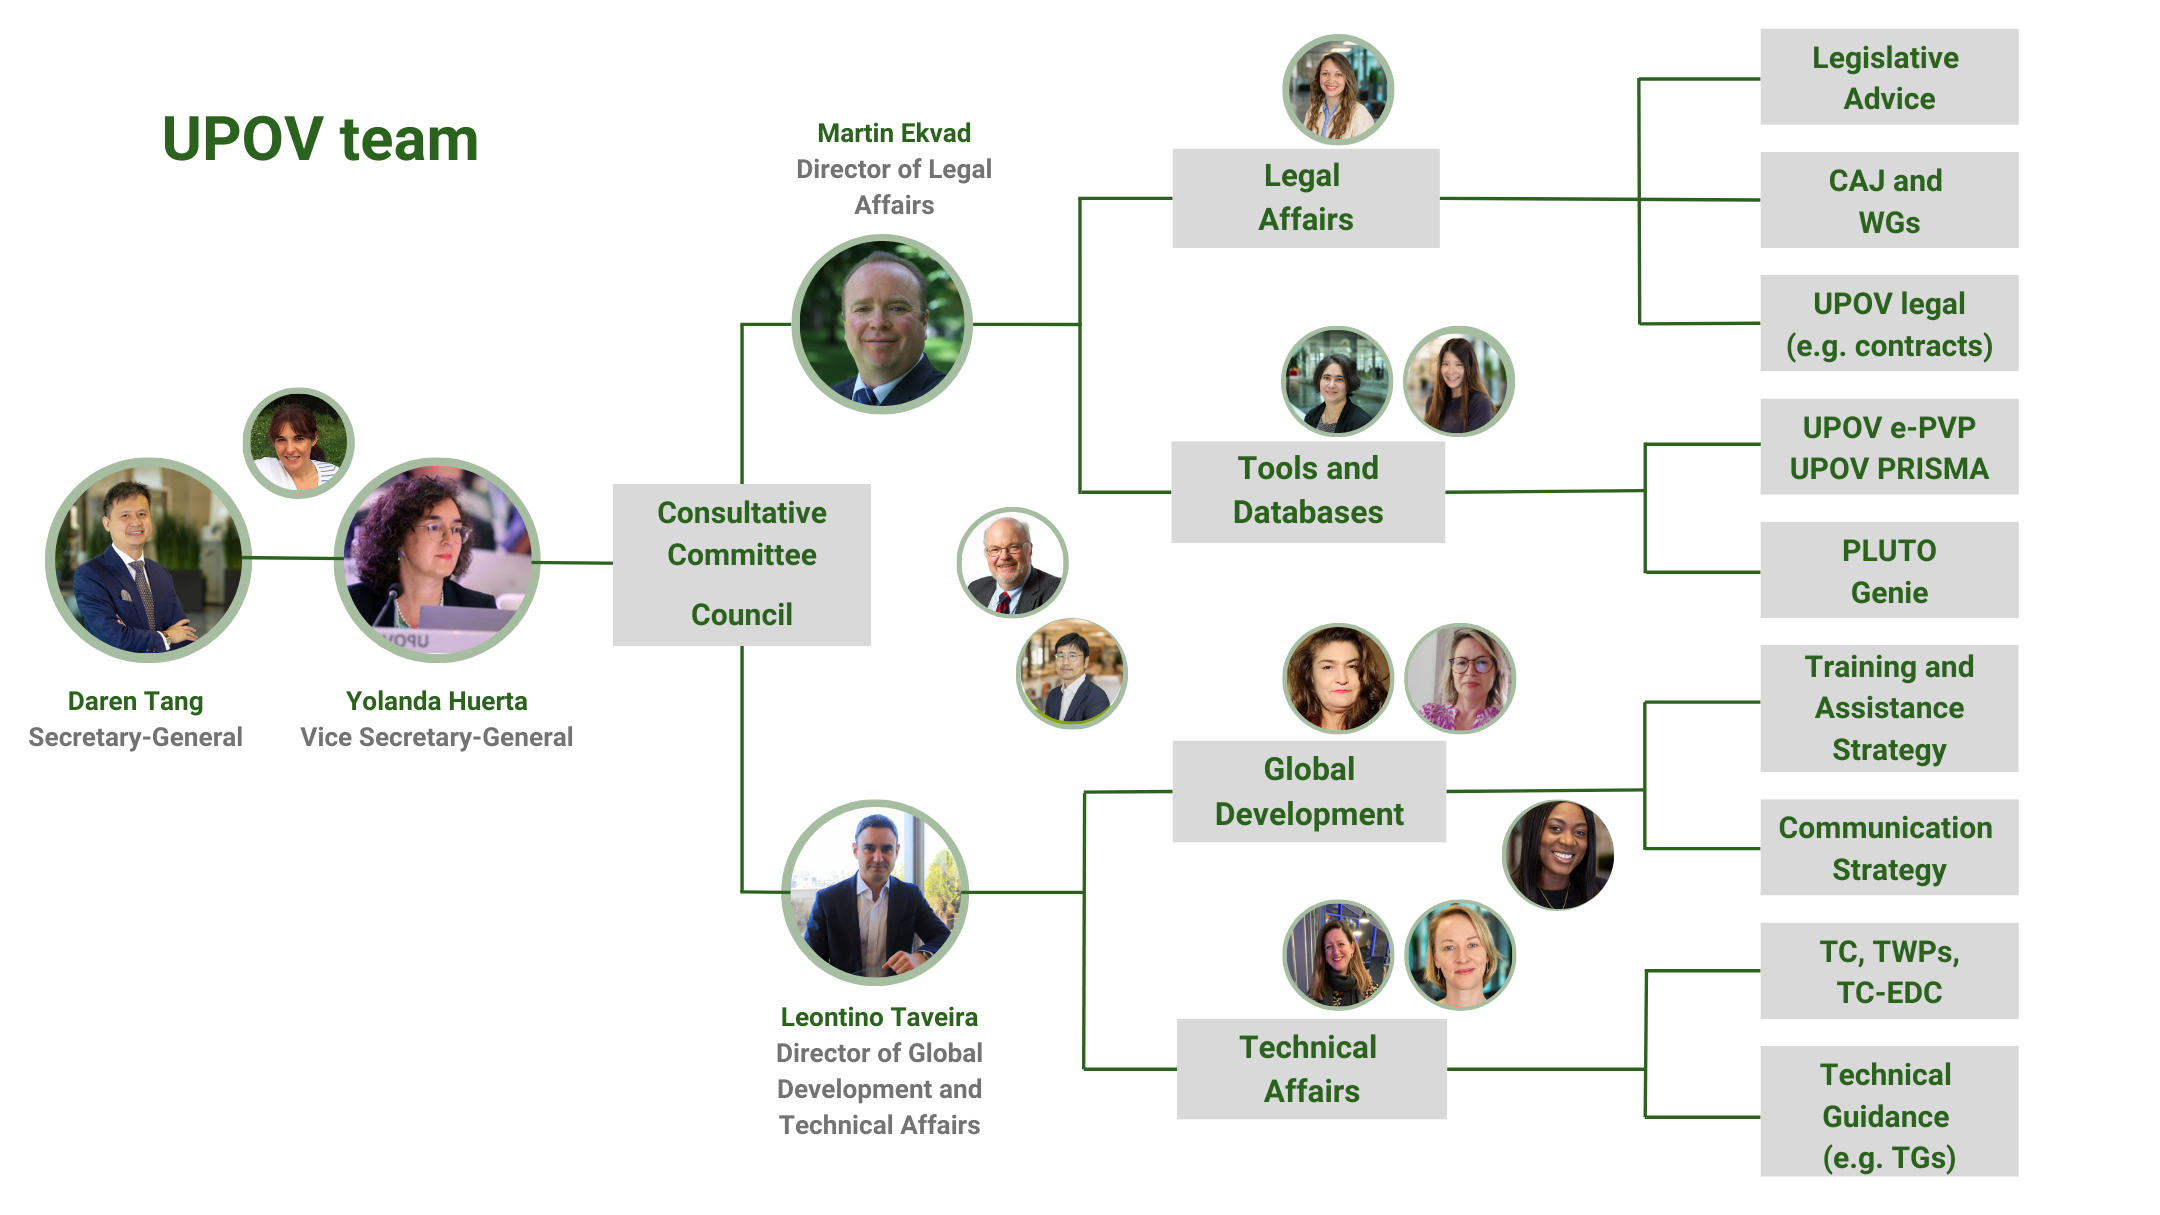 UPOV team
Daren Tang
Secretary-General
Yolanda Huerta
Vice Secretary-General
Consultative
Committee
Council
Martin Ekvad
Director of Legal
Affairs
Leontino Taveira
Director of Global
Development and
Technical Affairs
Legal
Affairs
Tools and
Databases
Global
Development
Technical
Affairs
Legislative
Advice
CAJ and
WGs
UPOV legal
(e.g. contracts)
UPOV e-PVP
UPOV PRISMA
PLUTO
Genie
Training and
Assistance
Strategy
Communication
Strategy
TC, TWPs,
TC-EDC
Technical
Guidance
(e.g. TGs)
UPOV